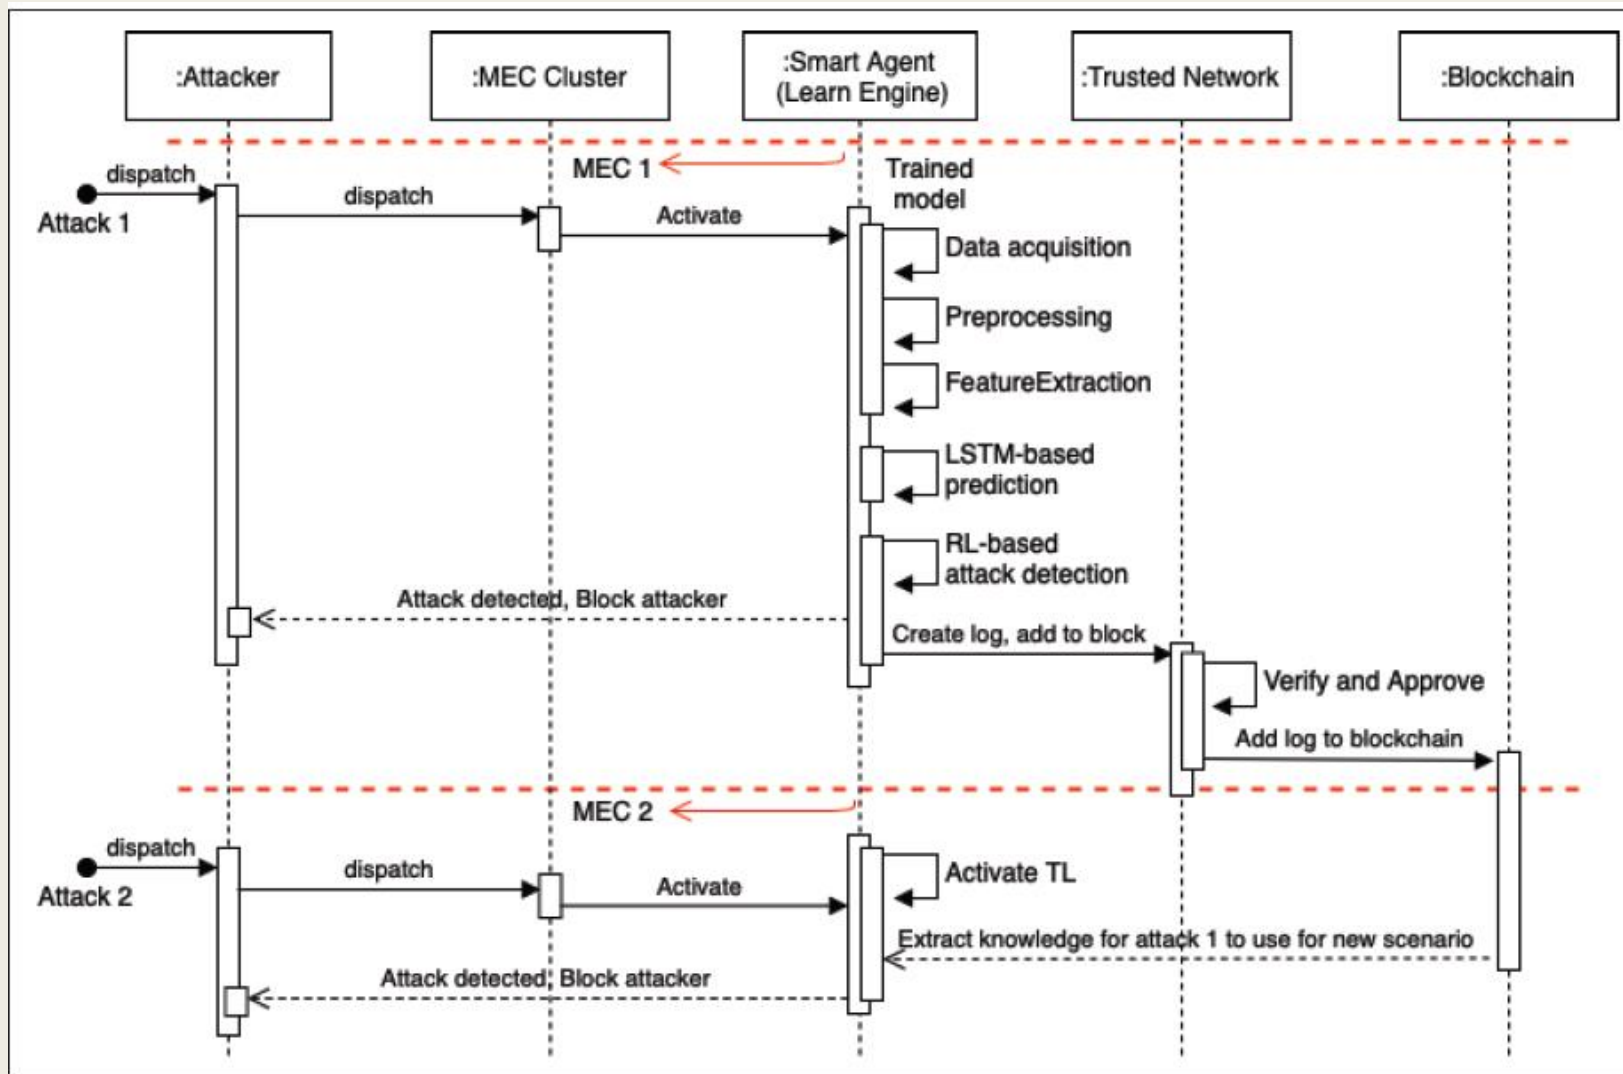 :Attacker
:MEC Cluster
:Smart Agent
(Learn Engine)
:Trusted Network
:Blockchain
MEC 1
Trained
model
dispatch
Attack 1
dispatch
Activate
Data acquisition
Preprocessing
FeatureExtraction
LSTM-based
prediction
RL-based
attack detection
Attack detected, Block attacker
Create log, add to block
Verify and Approve
Add log to blockchain
MEC 2
dispatch
Attack 2
dispatch
Activate
Activate TL
Extract knowledge for attack 1 to use for new scenario
Attack detected, Block attacker